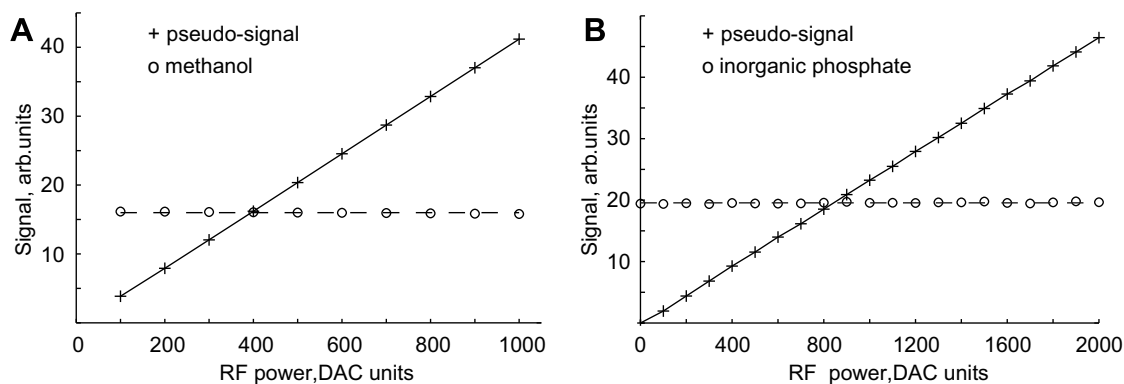 A
+ pseudo-signal
o methanol
Signal, arb.units
40
30
20
10
0 200 400 600 800 1000
RF power,DAC units
B
+ pseudo-signal
o inorganic phosphate
Signal, arb.units
40
30
20
10
0 400 800 1200 1600 2000
RF power,DAC units